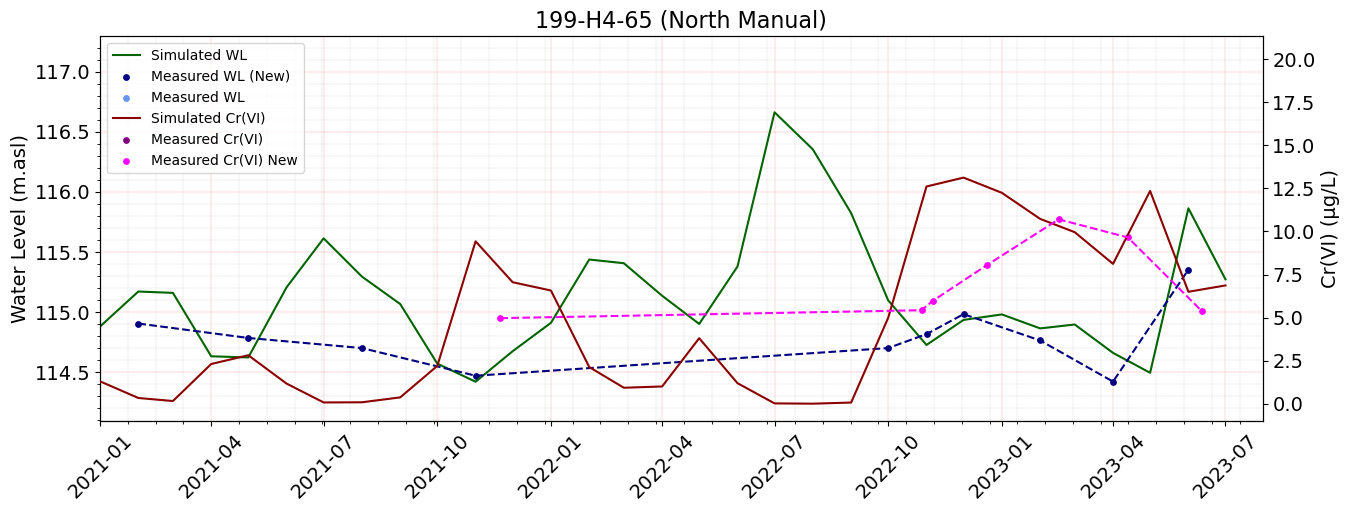 199-H4-65 (North Manual)
Simulated WL
Measured WL (New)
Measured WL
Simulated Cr(VI)
Measured Cr(VI)
Measured Cr(VI) New
Water Level (m.asl)
117.0
116.5
116.0
115.5
115.0
114.5
20.0
17.5
15.0
12.5
10.0
7.5
5.0
2.5
0.0
Cr(VI) (µg/L)
2021-01
2021-04
2021-07
2021-10
2022-01
2022-04
2022-07
2022-10
2023-01
2023-04
2023-07